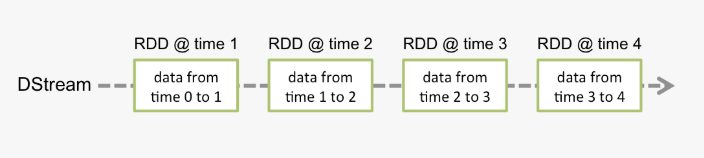 RDD @ time 1
RDD @ time 2
RDD @ time 3
RDD @ time 4
DStream
data from
time 0 to 1
data from
time 1 to 2
data from
time 2 to 3
data from
time 3 to 4